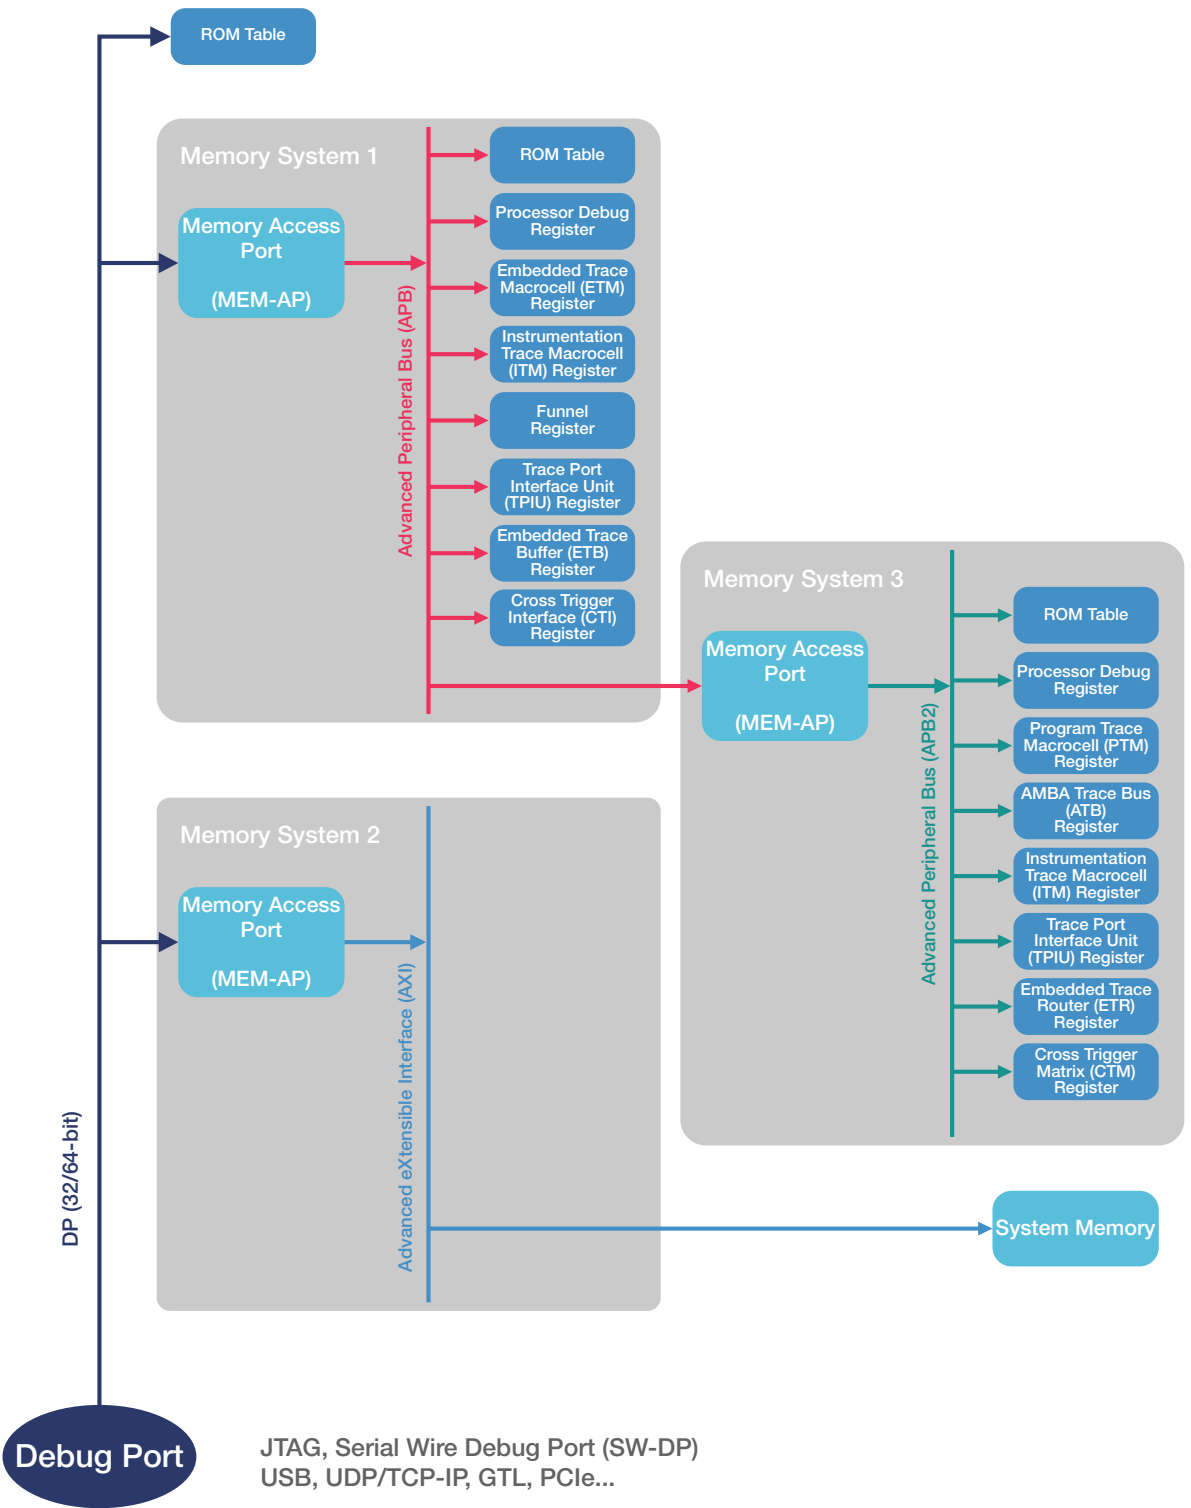 ROM Table
Memory System 1
Memory Access
Port
(MEM-AP)
Advanced Peripheral Bus (APB)
ROM Table
Processor Debug
Register
Embedded Trace
Macrocell (ETM)
Register
Instrumentation
Trace Macrocell
(ITM) Register
Funnel
Register
Trace Port
Interface Unit
(TPIU) Register
Embedded Trace
Buffer (ETB)
Register
Cross Trigger
Interface (CTI)
Register
Memory System 3
Memory Access
Port
(MEM-AP)
Advanced Peripheral Bus (APB2)
ROM Table
Processor Debug
Register
Program Trace
Macrocell (PTM)
Register
AMBA Trace Bus
(ATB)
Register
Instrumentation
Trace Macrocell
(ITM) Register
Trace Port
Interface Unit
(TPIU) Register
Embedded Trace
Router (ETR)
Register
Cross Trigger
Matrix (CTM)
Register
Memory System 2
Memory Access
Port
(MEM-AP)
Advanced eXtensible Interface (AXI)
System Memory
DP (32/64-bit)
Debug Port
JTAG, Serial Wire Debug Port (SW-DP)
USB, UDP/TCP-IP, GTL, PCIe...